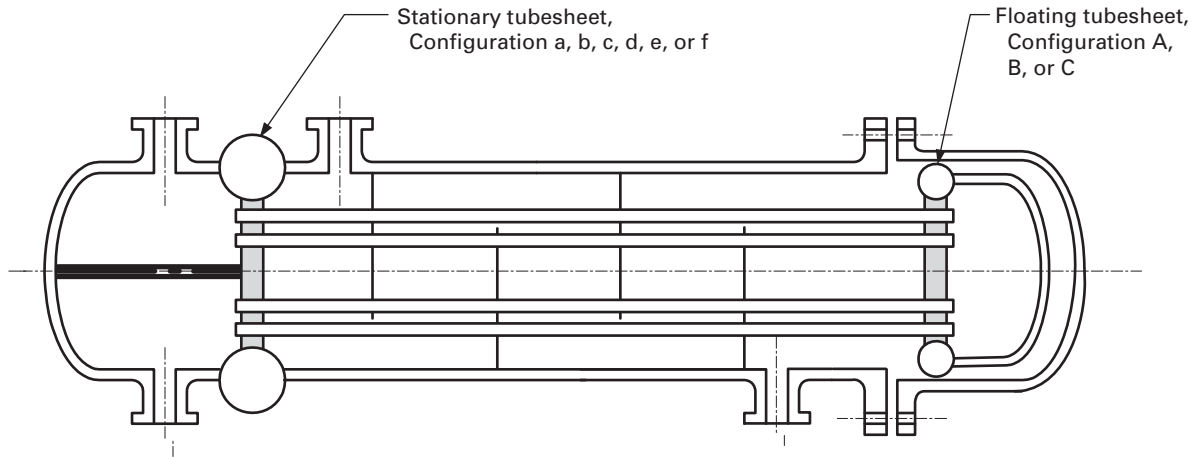 Stationary tubesheet,
Configuration a, b, c, d, e, or f
Floating tubesheet,
Configuration A,
B, or C